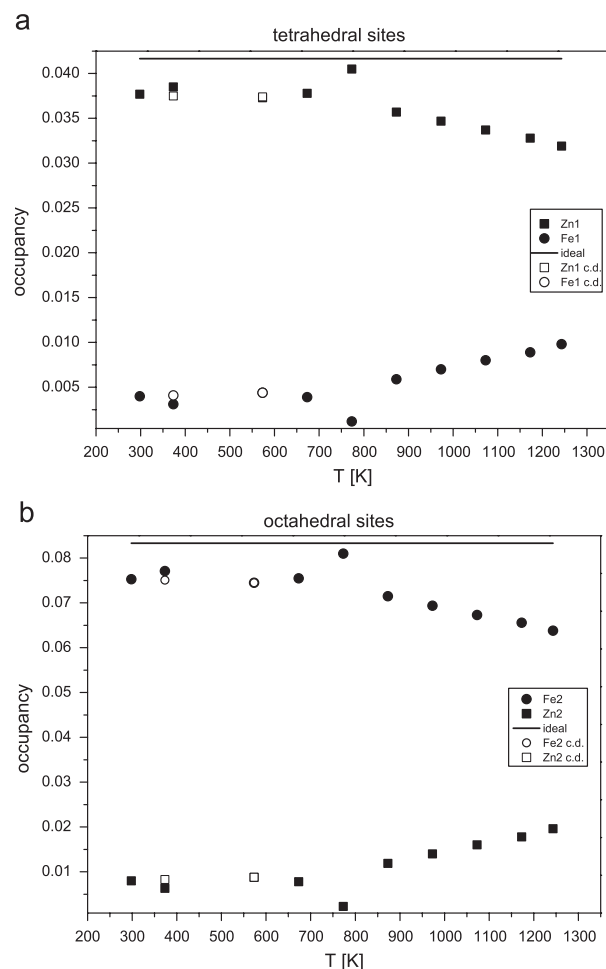 a
tetrahedral sites
0.040
0.035
0.030
0.025
0.020
0.015
0.010
0.005
occupancy
Zn1
Fe1
ideal
Zn1 c.d.
Fe1 c.d.
200 300 400 500 600 700 800 900 1000 1100 1200 1300
T [K]
b
octahedral sites
0.08
0.07
0.06
0.05
0.04
0.03
0.02
0.01
occupancy
Fe2
Zn2
ideal
Fe2 c.d.
Zn2 c.d.
200 300 400 500 600 700 800 900 1000 1100 1200 1300
T [K]